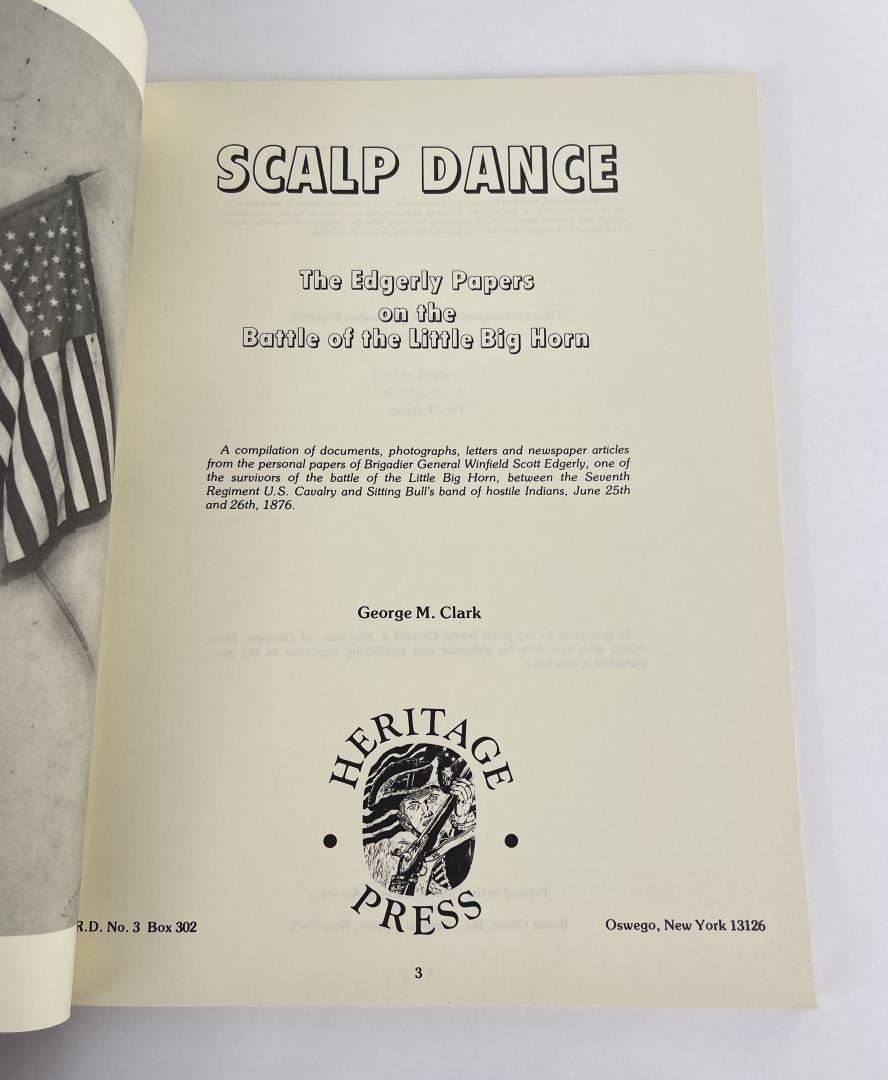 SCALP DANCE
The Edgerly Papers
on the
Battle of the Little Big Horn
A compilation of documents, photographs, letters and newspaper articles
from the personal papers of Brigadier General Winfield Scott Edgerly, one of
the survivors of the battle of the Little Big Horn, between the Seventh
Regiment U.S. Cavalry and Sitting Bull's band of hostile Indians, June 25th
and 26th, 1876.
George M. Clark
HERITAGE
PRESS
R.D. No. 3 Box 302
Oswego, New York 13126
3